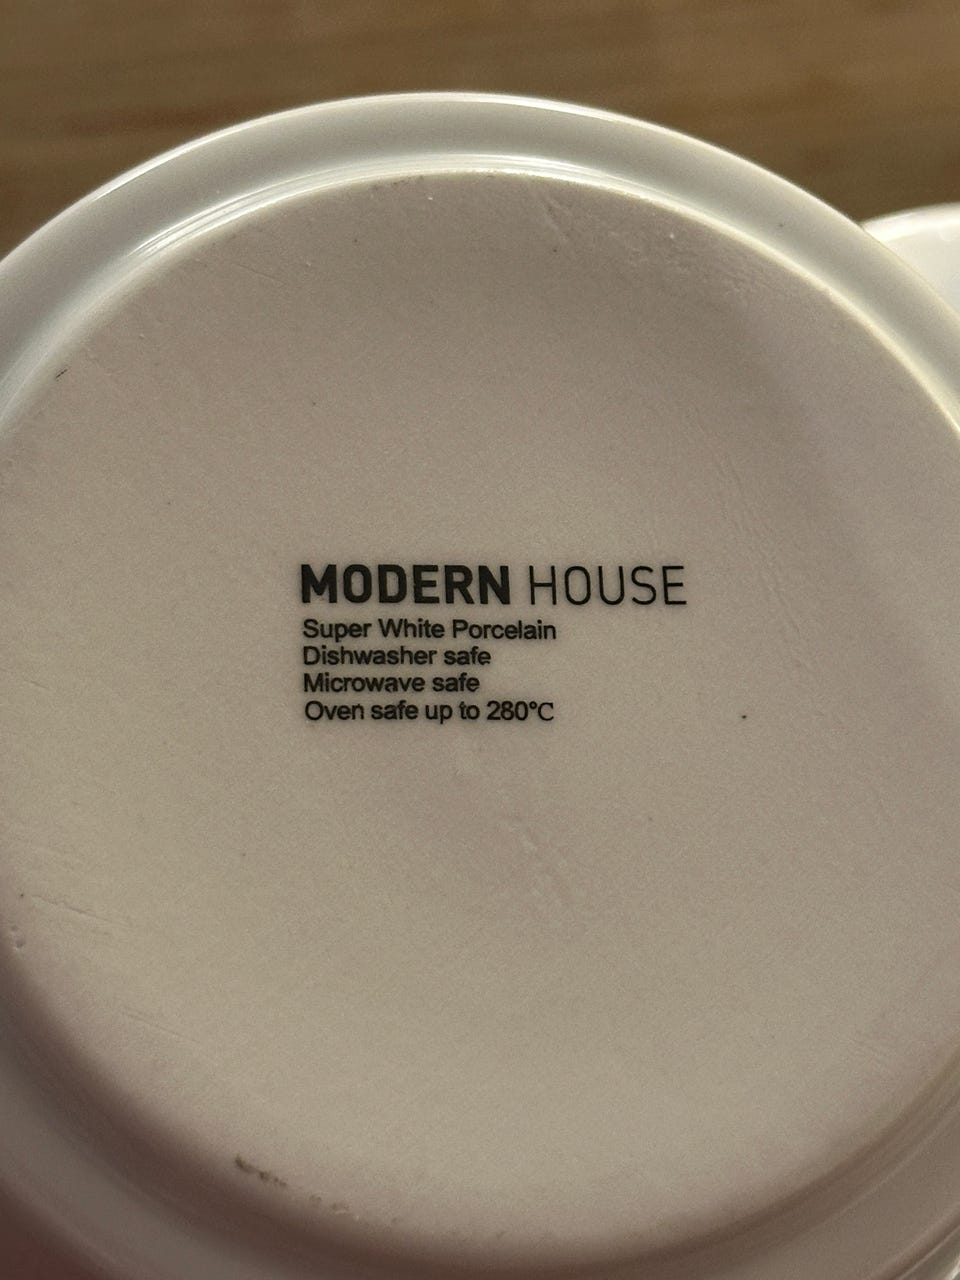 MODERN HOUSE
Super White Porcelain
Dishwasher safe
Microwave safe
Oven safe up to 280°C